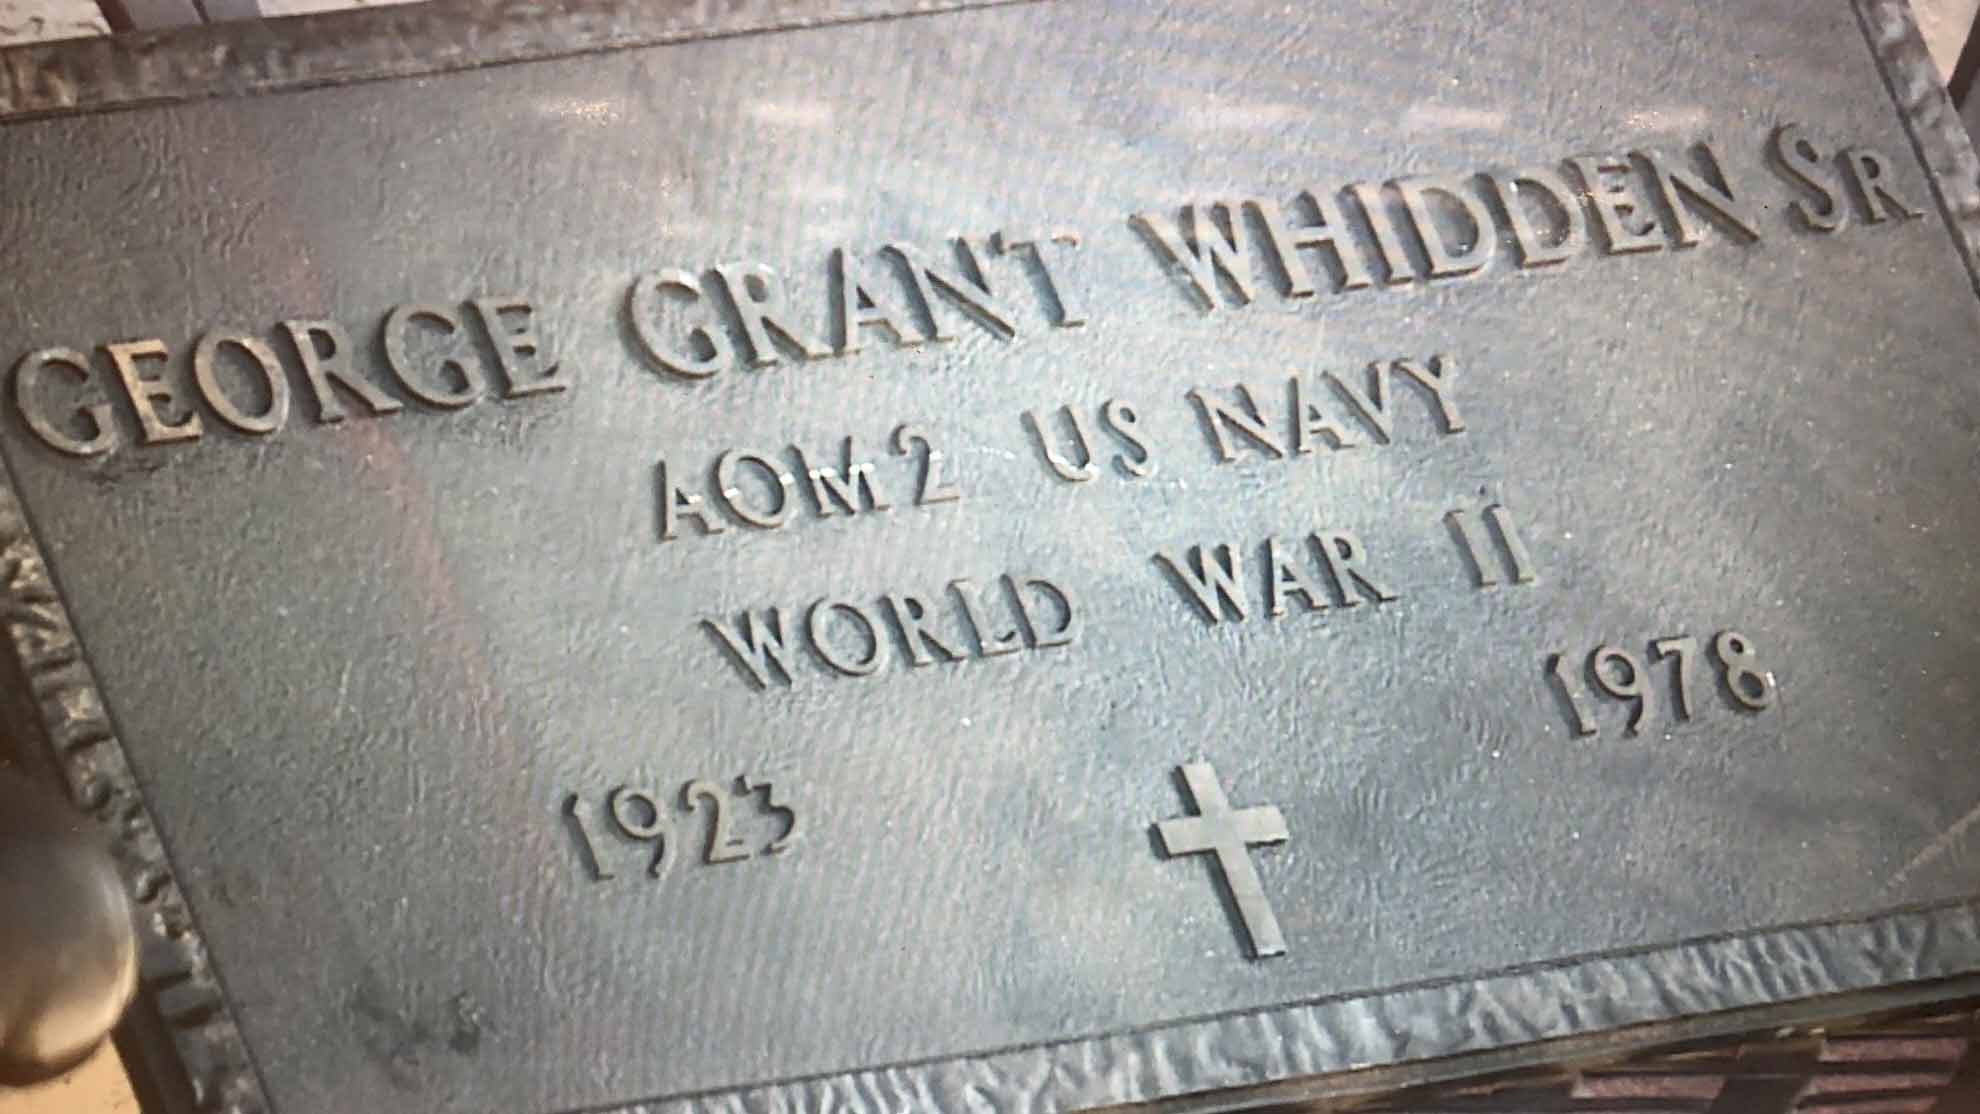 GEORGE GRANT WHIDDEN SR
AOM2 US NAVY
WORLD WAR II
1923 1978